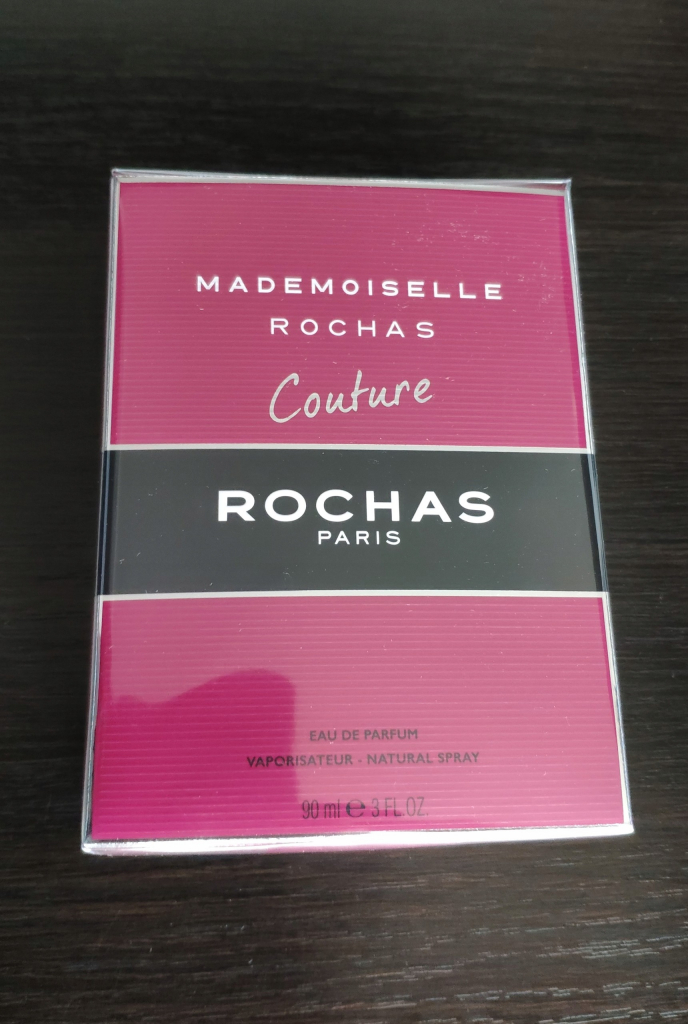 MADEMOISELLE
ROCHAS
Couture
ROCHAS
PARIS
EAU DE PARFUM
VAPORISATEUR · NATURAL SPRAY
90 ml ℮ 3 FL.OZ.